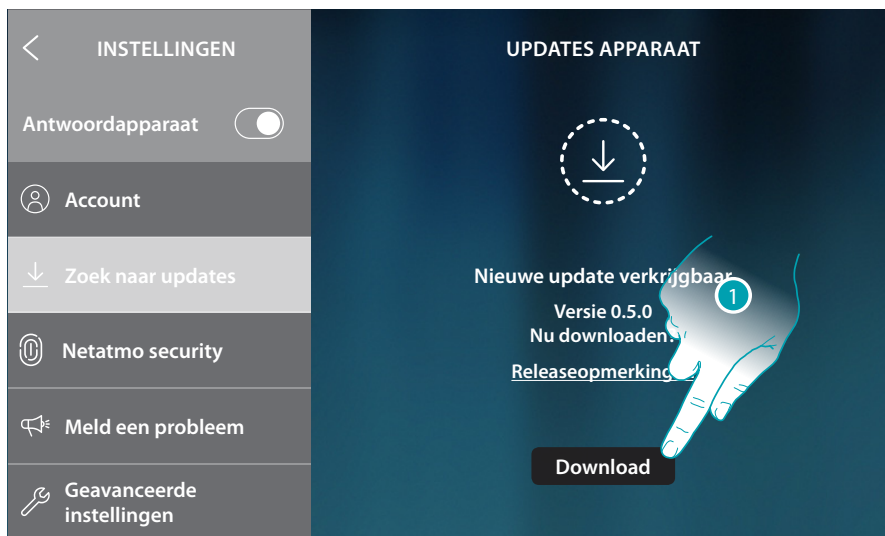 INSTELLINGEN
Antwoordapparaat
Account
Zoek naar updates
Netatmo security
Meld een probleem
Geavanceerde
instellingen
UPDATES APPARAAT
Nieuwe update verkrijgbaar
Versie 0.5.0
Nu downloaden?
1
Download